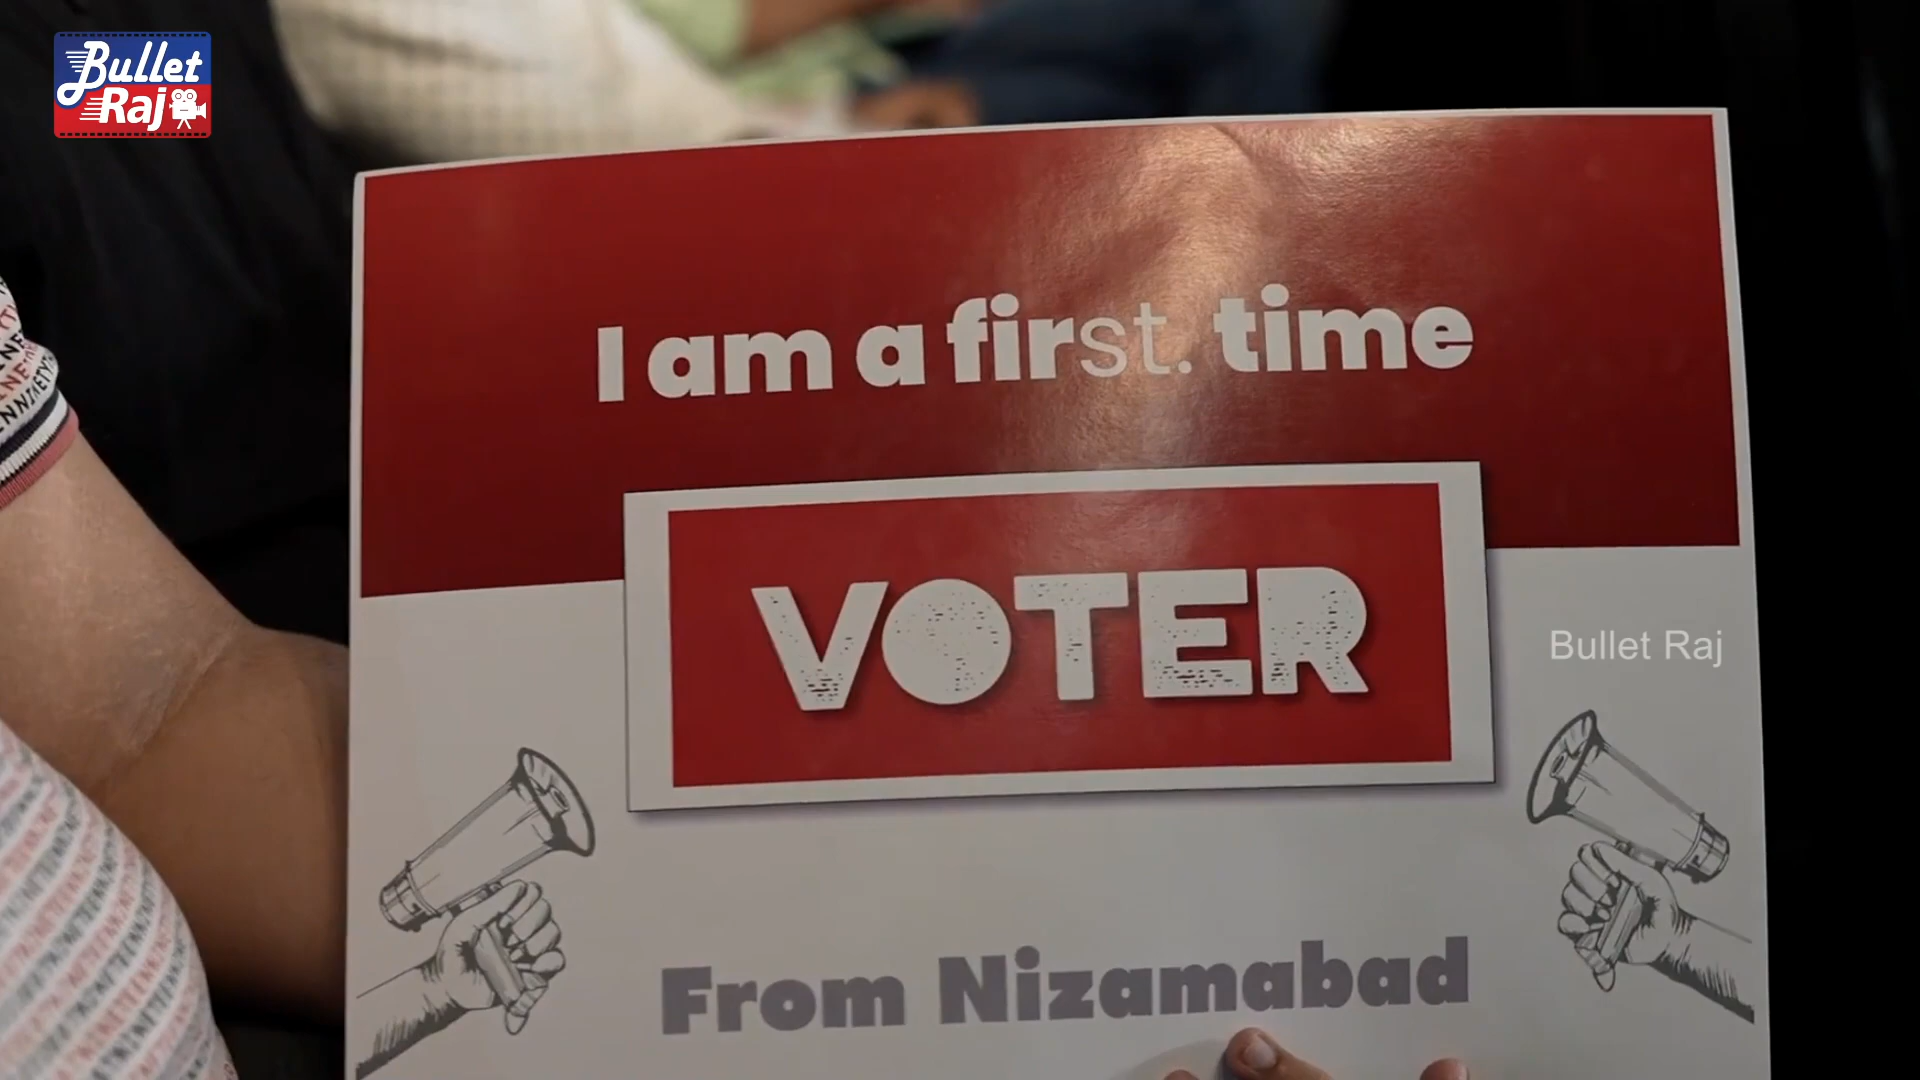 Bullet
Raj
I am a first. time
VOTER
Bullet Raj
From Nizamabad